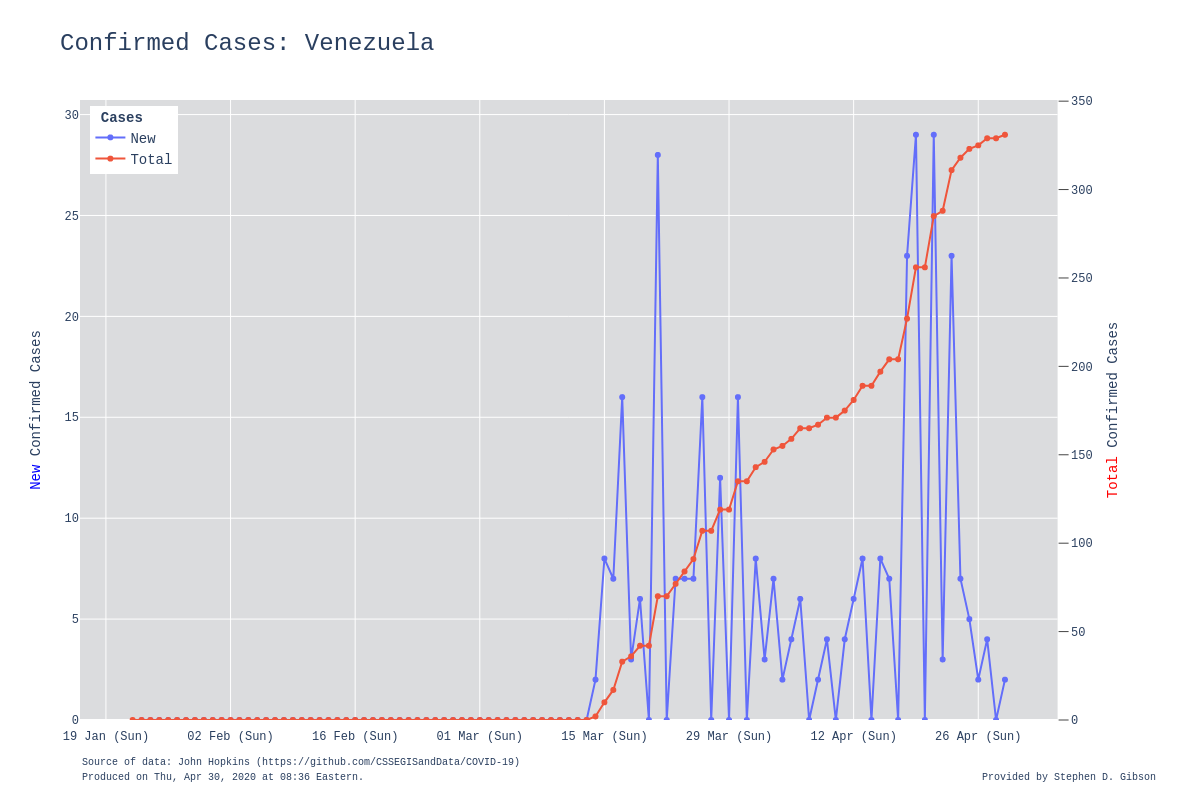 Confirmed Cases: Venezuela
Cases
New
Total
30
25
20
15
10
5
0
350
300
250
200
150
100
50
0
New Confirmed Cases
Total Confirmed Cases
19 Jan (Sun) 02 Feb (Sun) 16 Feb (Sun) 01 Mar (Sun) 15 Mar (Sun) 29 Mar (Sun) 12 Apr (Sun) 26 Apr (Sun)
Source of data: John Hopkins (https://github.com/CSSEGISandData/COVID-19)
Produced on Thu, Apr 30, 2020 at 08:36 Eastern.
Provided by Stephen D. Gibson